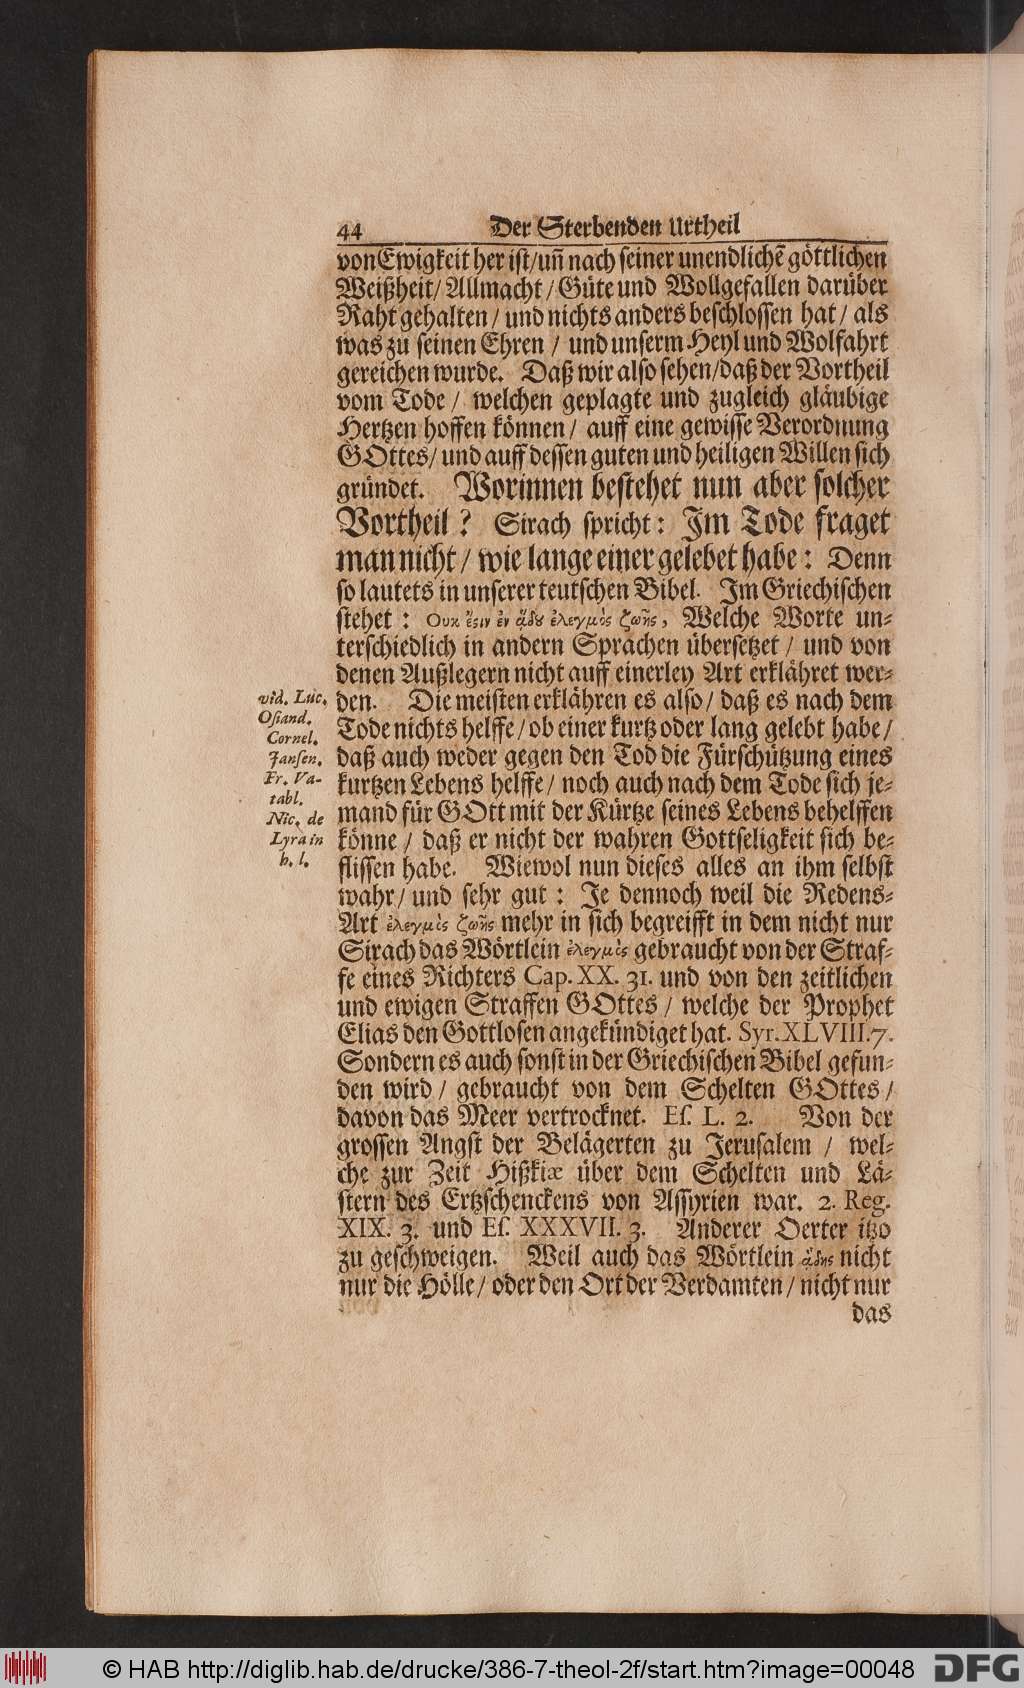 44 Der Sterbenden Urtheil
von Ewigkeit her ist/ uñ nach seiner unendlichẽ göttlichen
Weißheit/ Allmacht/ Güte und Wollgefallen darüber
Raht gehalten/ und nichts anders beschlossen hat/ als
was zu seinen Ehren/ und unserm Heyl und Wolfahrt
gereichen wurde. Daß wir also sehen/ daß der Vortheil
vom Tode/ welchen geplagte und zugleich gläubige
Hertzen hoffen können/ auff eine gewisse Verordnung
GOttes/ und auff dessen guten und heiligen Willen sich
gründet. Worinnen bestehet nun aber solcher
Vortheil? Sirach spricht: Im Tode fraget
man nicht/ wie lange einer gelebet habe: Denn
so lautets in unserer teutschen Bibel. Im Griechischen
stehet: Ουκ ἔϛιν ἐν ᾅδȣ ἐλεγμὸς ζωῆς, Welche Worte un-
terschiedlich in andern Sprachen übersetzet/ und von
denen Außlegern nicht auff einerley Art erklähret wer-
den. Die meisten erklähren es also/ daß es nach dem
Tode nichts helffe/ ob einer kurtz oder lang gelebt habe/
daß auch weder gegen den Tod die Fürschützung eines
kurtzen Lebens helffe/ noch auch nach dem Tode sich je-
mand für GOtt mit der Kürtze seines Lebens behelffen
könne/ daß er nicht der wahren Gottseligkeit sich be-
flissen habe. Wiewol nun dieses alles an ihm selbst
wahr/ und sehr gut: Je dennoch weil die Redens-
Art ἐλεγμὸς ζωῆς mehr in sich begreifft in dem nicht nur
Sirach das Wörtlein ἐλεγμὸς gebraucht von der Straf-
fe eines Richters Cap. XX. 31. und von den zeitlichen
und ewigen Straffen GOttes/ welche der Prophet
Elias den Gottlosen angekündiget hat. Syr. XLVIII. 7.
Sondern es auch sonst in der Griechischen Bibel gefun-
den wird/ gebraucht von dem Schelten GOttes/
davon das Meer vertrocknet. Eſ. L. 2. Von der
grossen Angst der Belägerten zu Jerusalem/ wel-
che zur Zeit Hißkiæ über dem Schelten und Lä-
stern des Ertzschenckens von Assyrien war. 2. Reg.
XIX. 3. und Eſ. XXXVII. 3. Anderer Oerter itzo
zu geschweigen. Weil auch das Wörtlein ᾅδης nicht
nur die Hölle/ oder den Ort der Verdamten/ nicht nur
das
vid. Luc.
Osiand.
Cornel.
Jansen.
Fr. Va-
tabl.
Nic. de
Lyra in
h. l.
© HAB http://diglib.hab.de/drucke/386-7-theol-2f/start.htm?image=00048
DFG